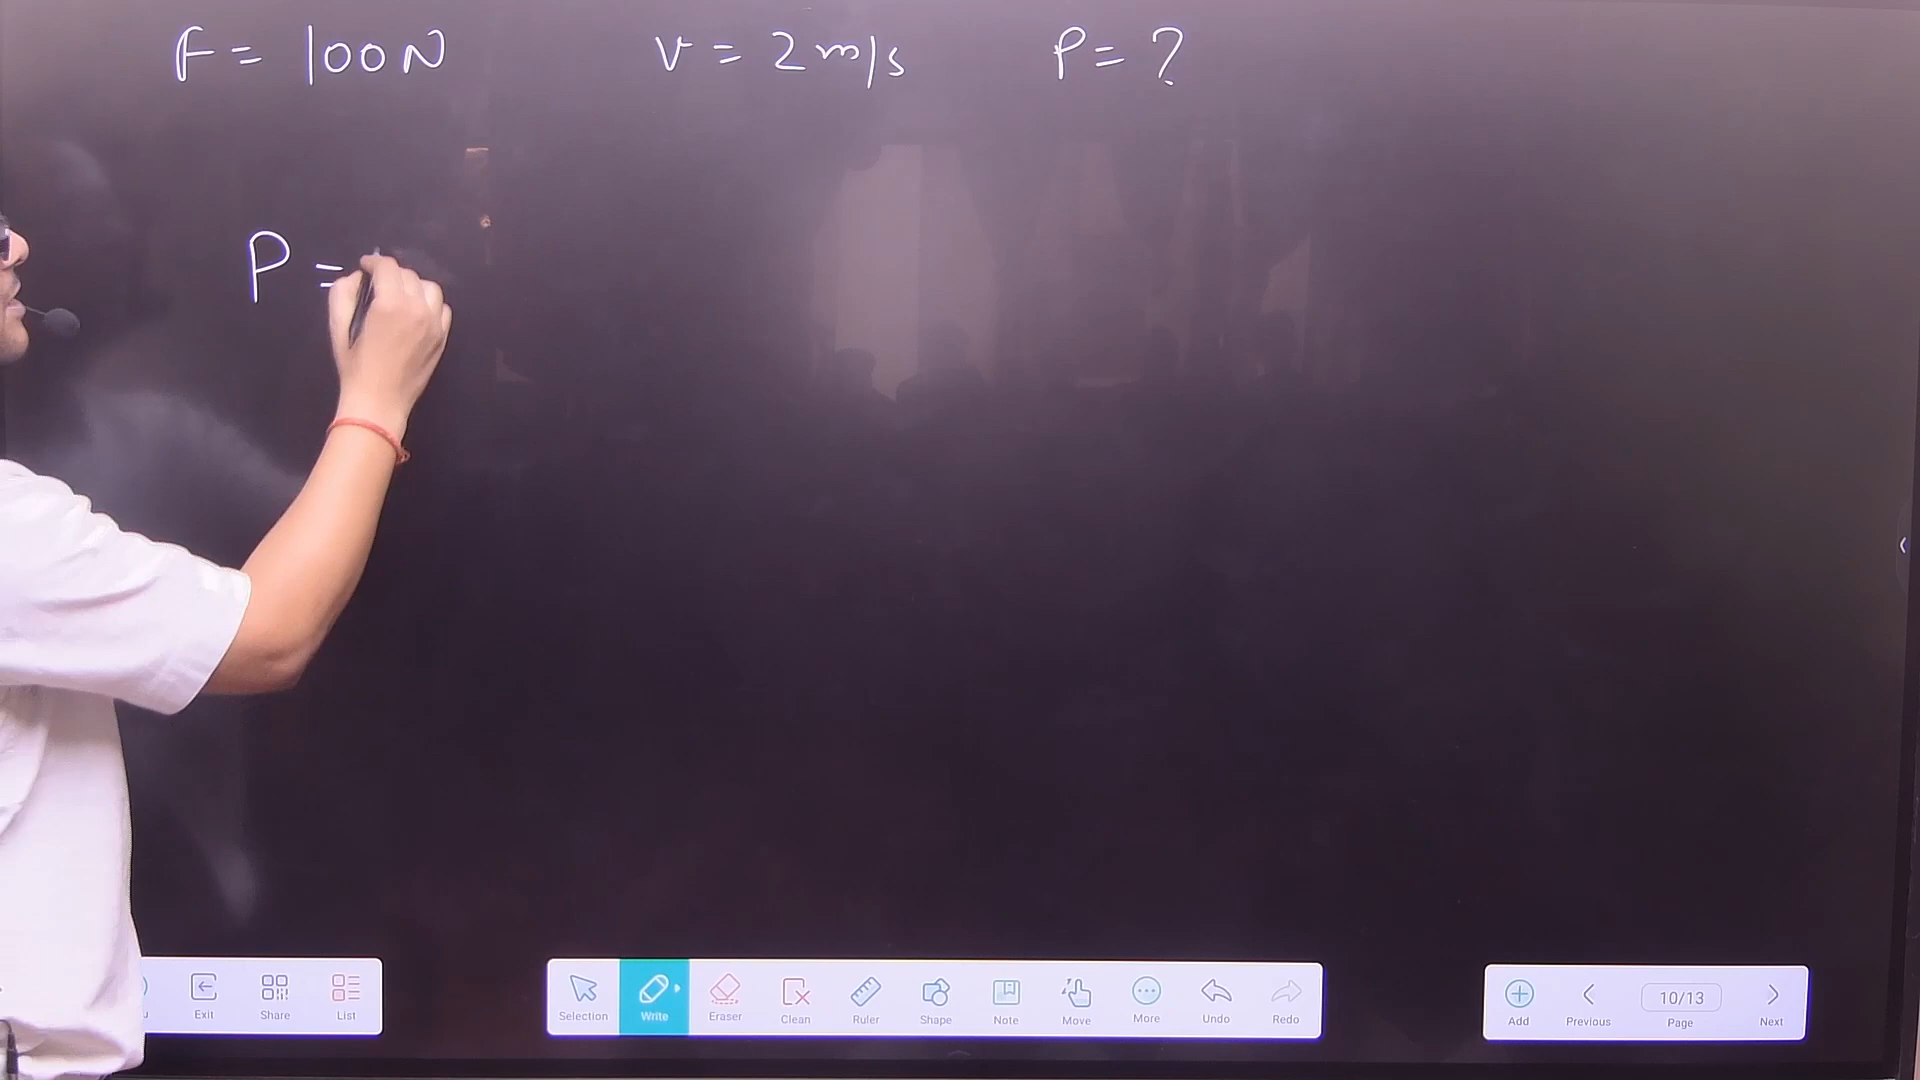 F = 100 N v = 2 m/s P = ?
P =
Exit Share List Selection Write Eraser Clean Ruler Shape Note Move More Undo Redo Add Previous 10/13 Page Next